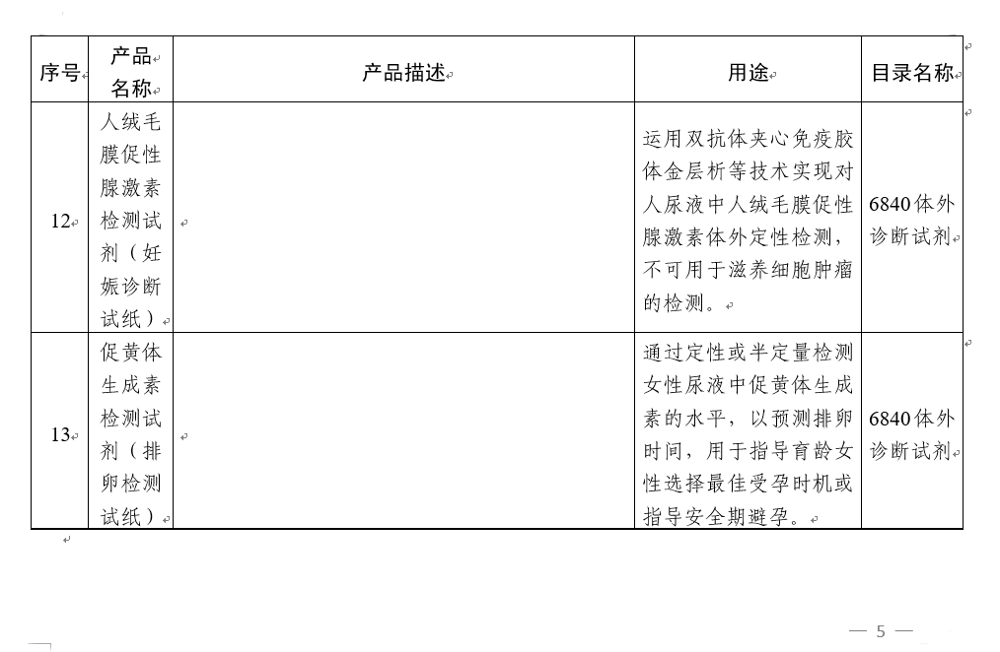 序号
产品
名称
产品描述
用途
目录名称
12
人绒毛
膜促性
腺激素
检测试
剂（妊
娠诊断
试纸）
运用双抗体夹心免疫胶
体金层析等技术实现对
人尿液中人绒毛膜促性
腺激素体外定性检测，
不可用于滋养细胞肿瘤
的检测。
6840体外
诊断试剂
13
促黄体
生成素
检测试
剂（排
卵检测
试纸）
通过定性或半定量检测
女性尿液中促黄体生成
素的水平，以预测排卵
时间，用于指导育龄女
性选择最佳受孕时机或
指导安全期避孕。
6840体外
诊断试剂
— 5 —